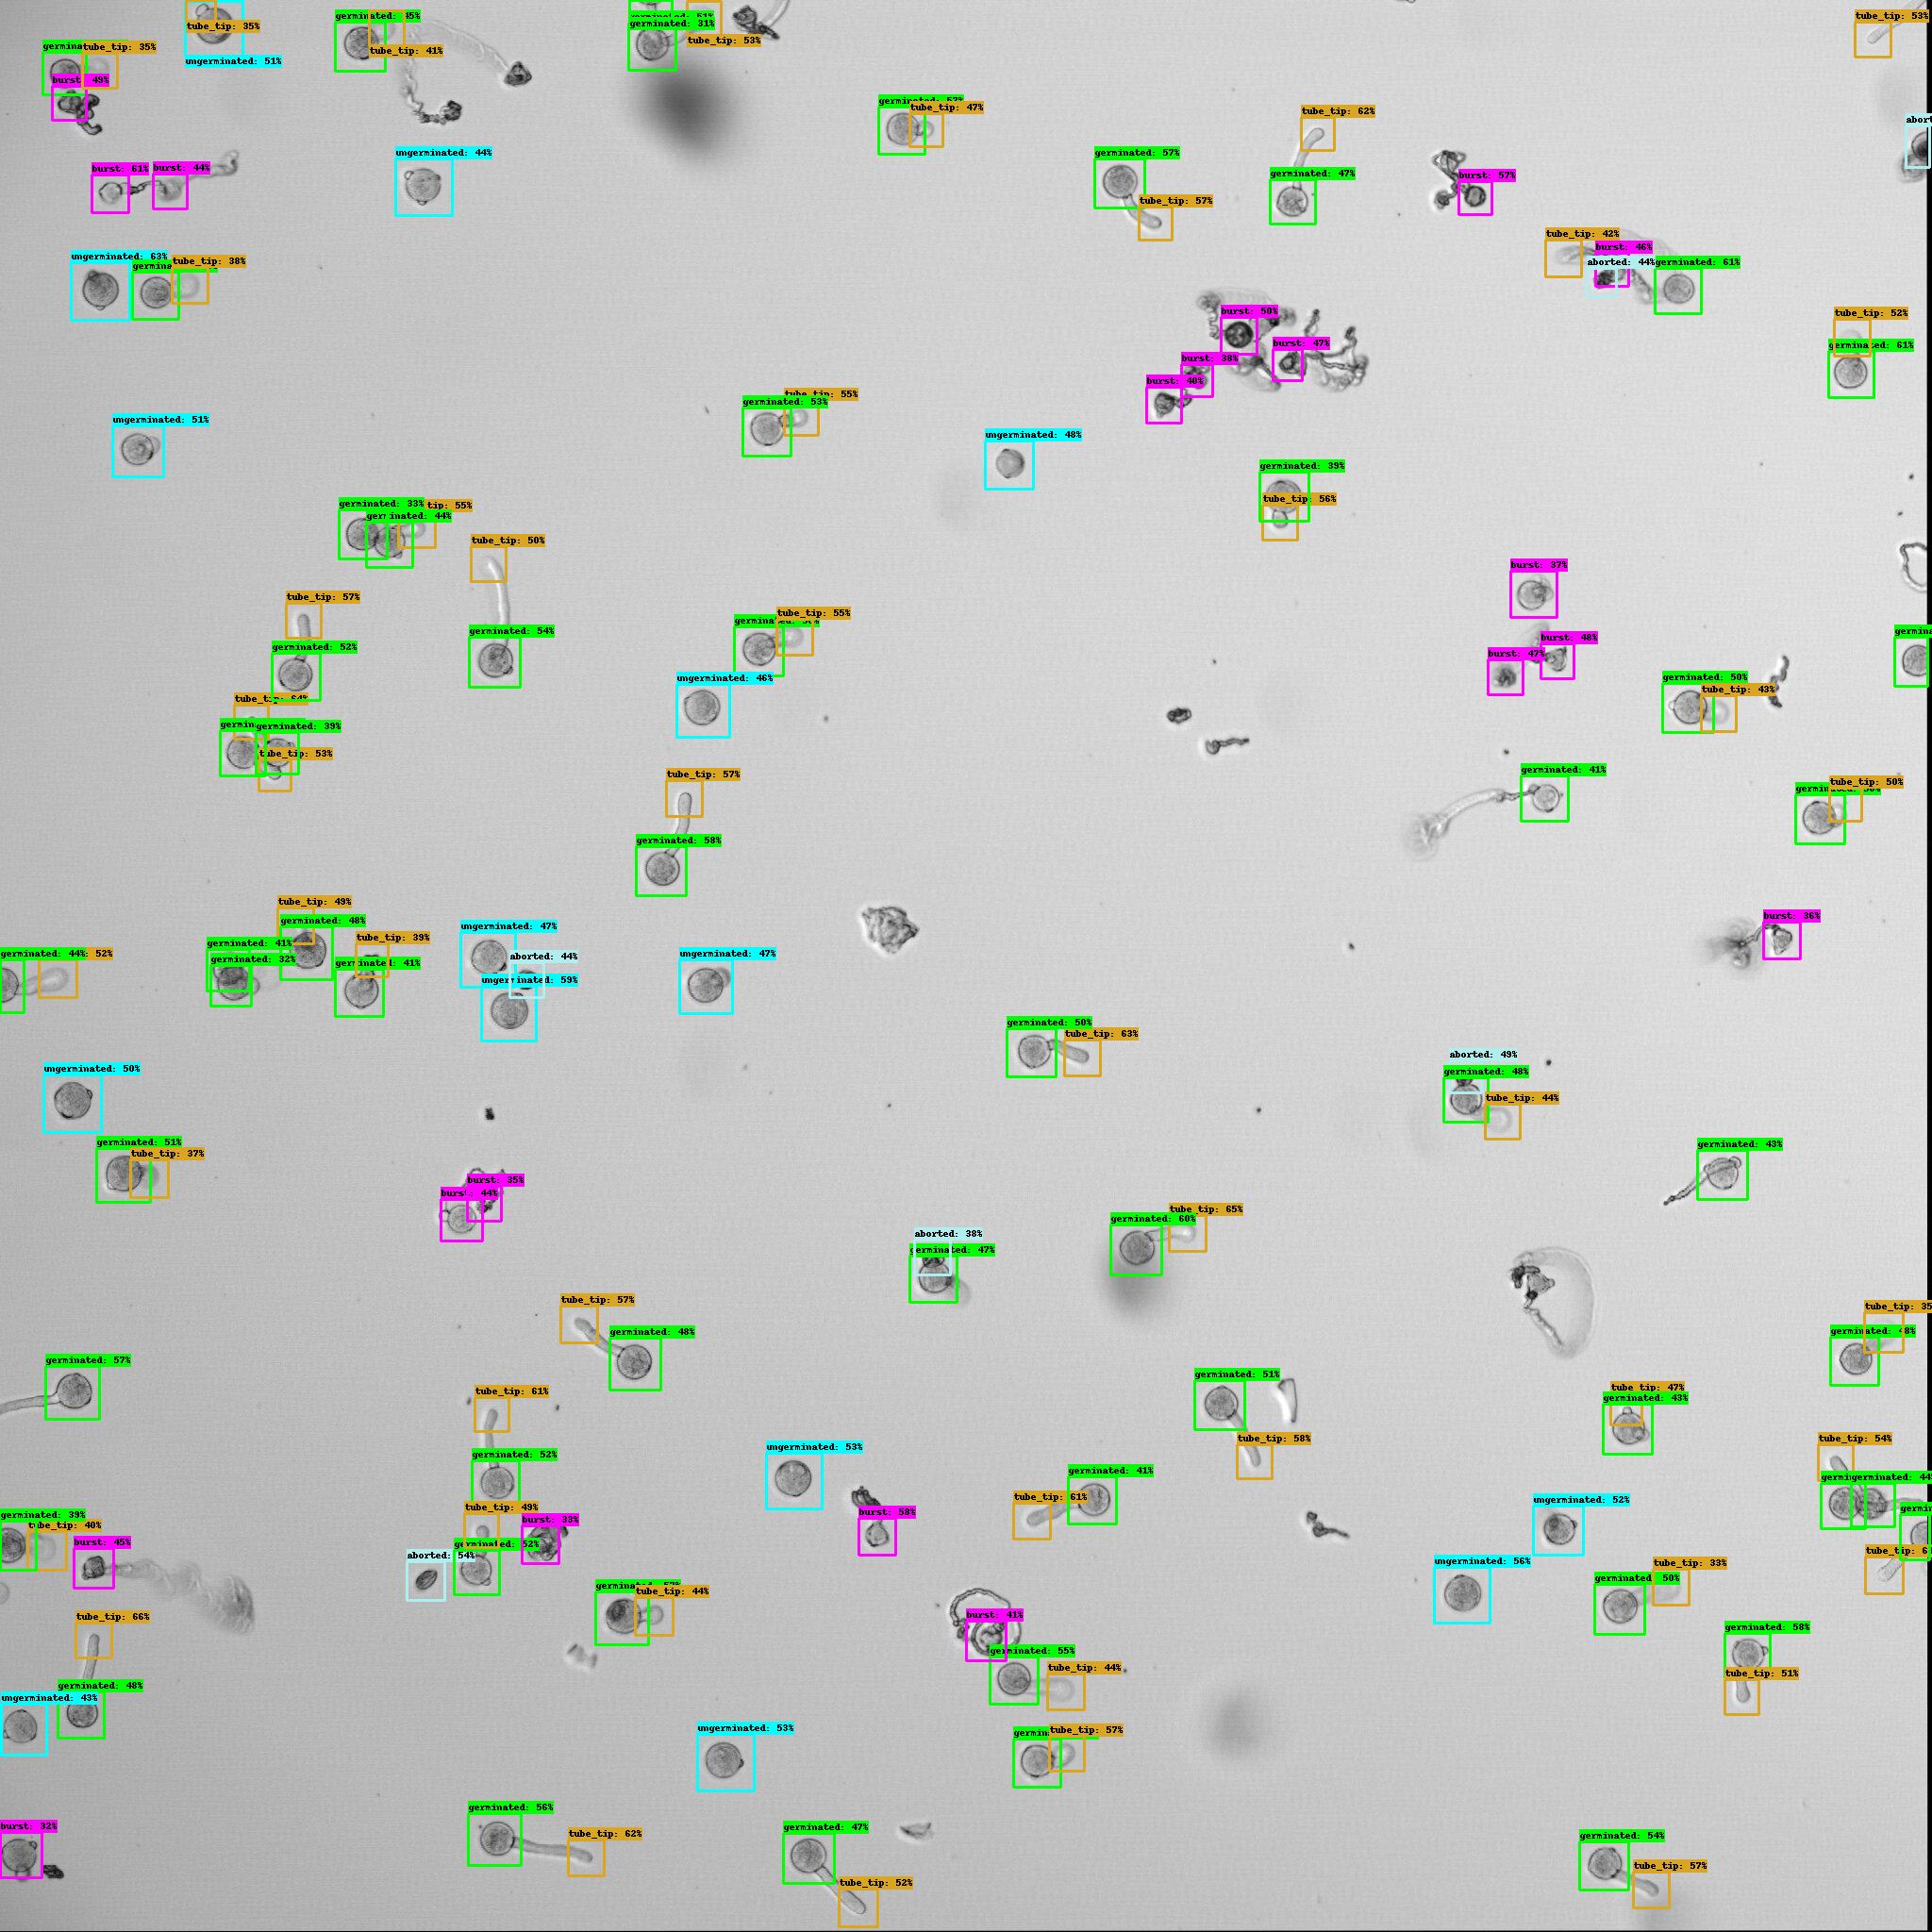 tube_tip: 35%
ungerminated: 51%
tube_tip: 35%
burst: 49%
45%
tube_tip: 41%
germinated: 31%
tube_tip: 53%
tube_tip: 53%
tube_tip: 47%
tube_tip: 62%
burst: 61%
burst: 44%
ungerminated: 44%
germinated: 57%
tube_tip: 57%
germinated: 47%
burst: 57%
tube_tip: 42%
burst: 46%
aborted: 44%
germinated: 61%
ungerminated: 63%
tube_tip: 38%
burst: 50%
burst: 47%
burst: 38%
burst: 40%
tube_tip: 52%
germinated: 61%
tube_tip: 55%
germinated: 53%
ungerminated: 51%
ungerminated: 48%
germinated: 39%
tube_tip: 56%
germinated: 33%
tip: 55%
germinated: 44%
tube_tip: 50%
burst: 37%
tube_tip: 57%
germinated: 52%
germinated: 54%
tube_tip: 55%
burst: 48%
burst: 47%
ungerminated: 46%
germinated: 50%
tube_tip: 43%
tube_tip: 64%
germinated: 39%
tube_tip: 53%
tube_tip: 57%
germinated: 58%
germinated: 41%
tube_tip: 50%
tube_tip: 49%
germinated: 48%
germinated: 41%
germinated: 32%
tube_tip: 39%
germinated: 41%
germinated: 44%
52%
ungerminated: 47%
aborted: 44%
ungerminated: 59%
ungerminated: 47%
burst: 36%
germinated: 50%
tube_tip: 63%
aborted: 49%
germinated: 48%
tube_tip: 44%
ungerminated: 50%
germinated: 51%
tube_tip: 37%
germinated: 43%
burst: 35%
burst: 44%
aborted: 38%
germinated: 47%
tube_tip: 65%
germinated: 60%
tube_tip: 57%
germinated: 48%
tube_tip: 35
germinated: 48%
germinated: 57%
germinated: 51%
tube_tip: 58%
tube_tip: 61%
germinated: 52%
tube_tip: 47%
germinated: 43%
tube_tip: 54%
germinated: 44
ungerminated: 53%
germinated: 41%
tube_tip: 61%
ungerminated: 52%
tube_tip: 49%
burst: 33%
germinated: 52%
aborted: 54%
burst: 58%
germinated: 39%
tube_tip: 40%
burst: 45%
ungerminated: 56%
tube_tip: 33%
germinated: 50%
tube_tip: 6
tube_tip: 44%
tube_tip: 66%
burst: 41%
germinated: 55%
tube_tip: 44%
germinated: 58%
tube_tip: 51%
germinated: 48%
ungerminated: 43%
ungerminated: 53%
tube_tip: 57%
burst: 32%
germinated: 56%
tube_tip: 62%
germinated: 47%
tube_tip: 52%
germinated: 54%
tube_tip: 57%